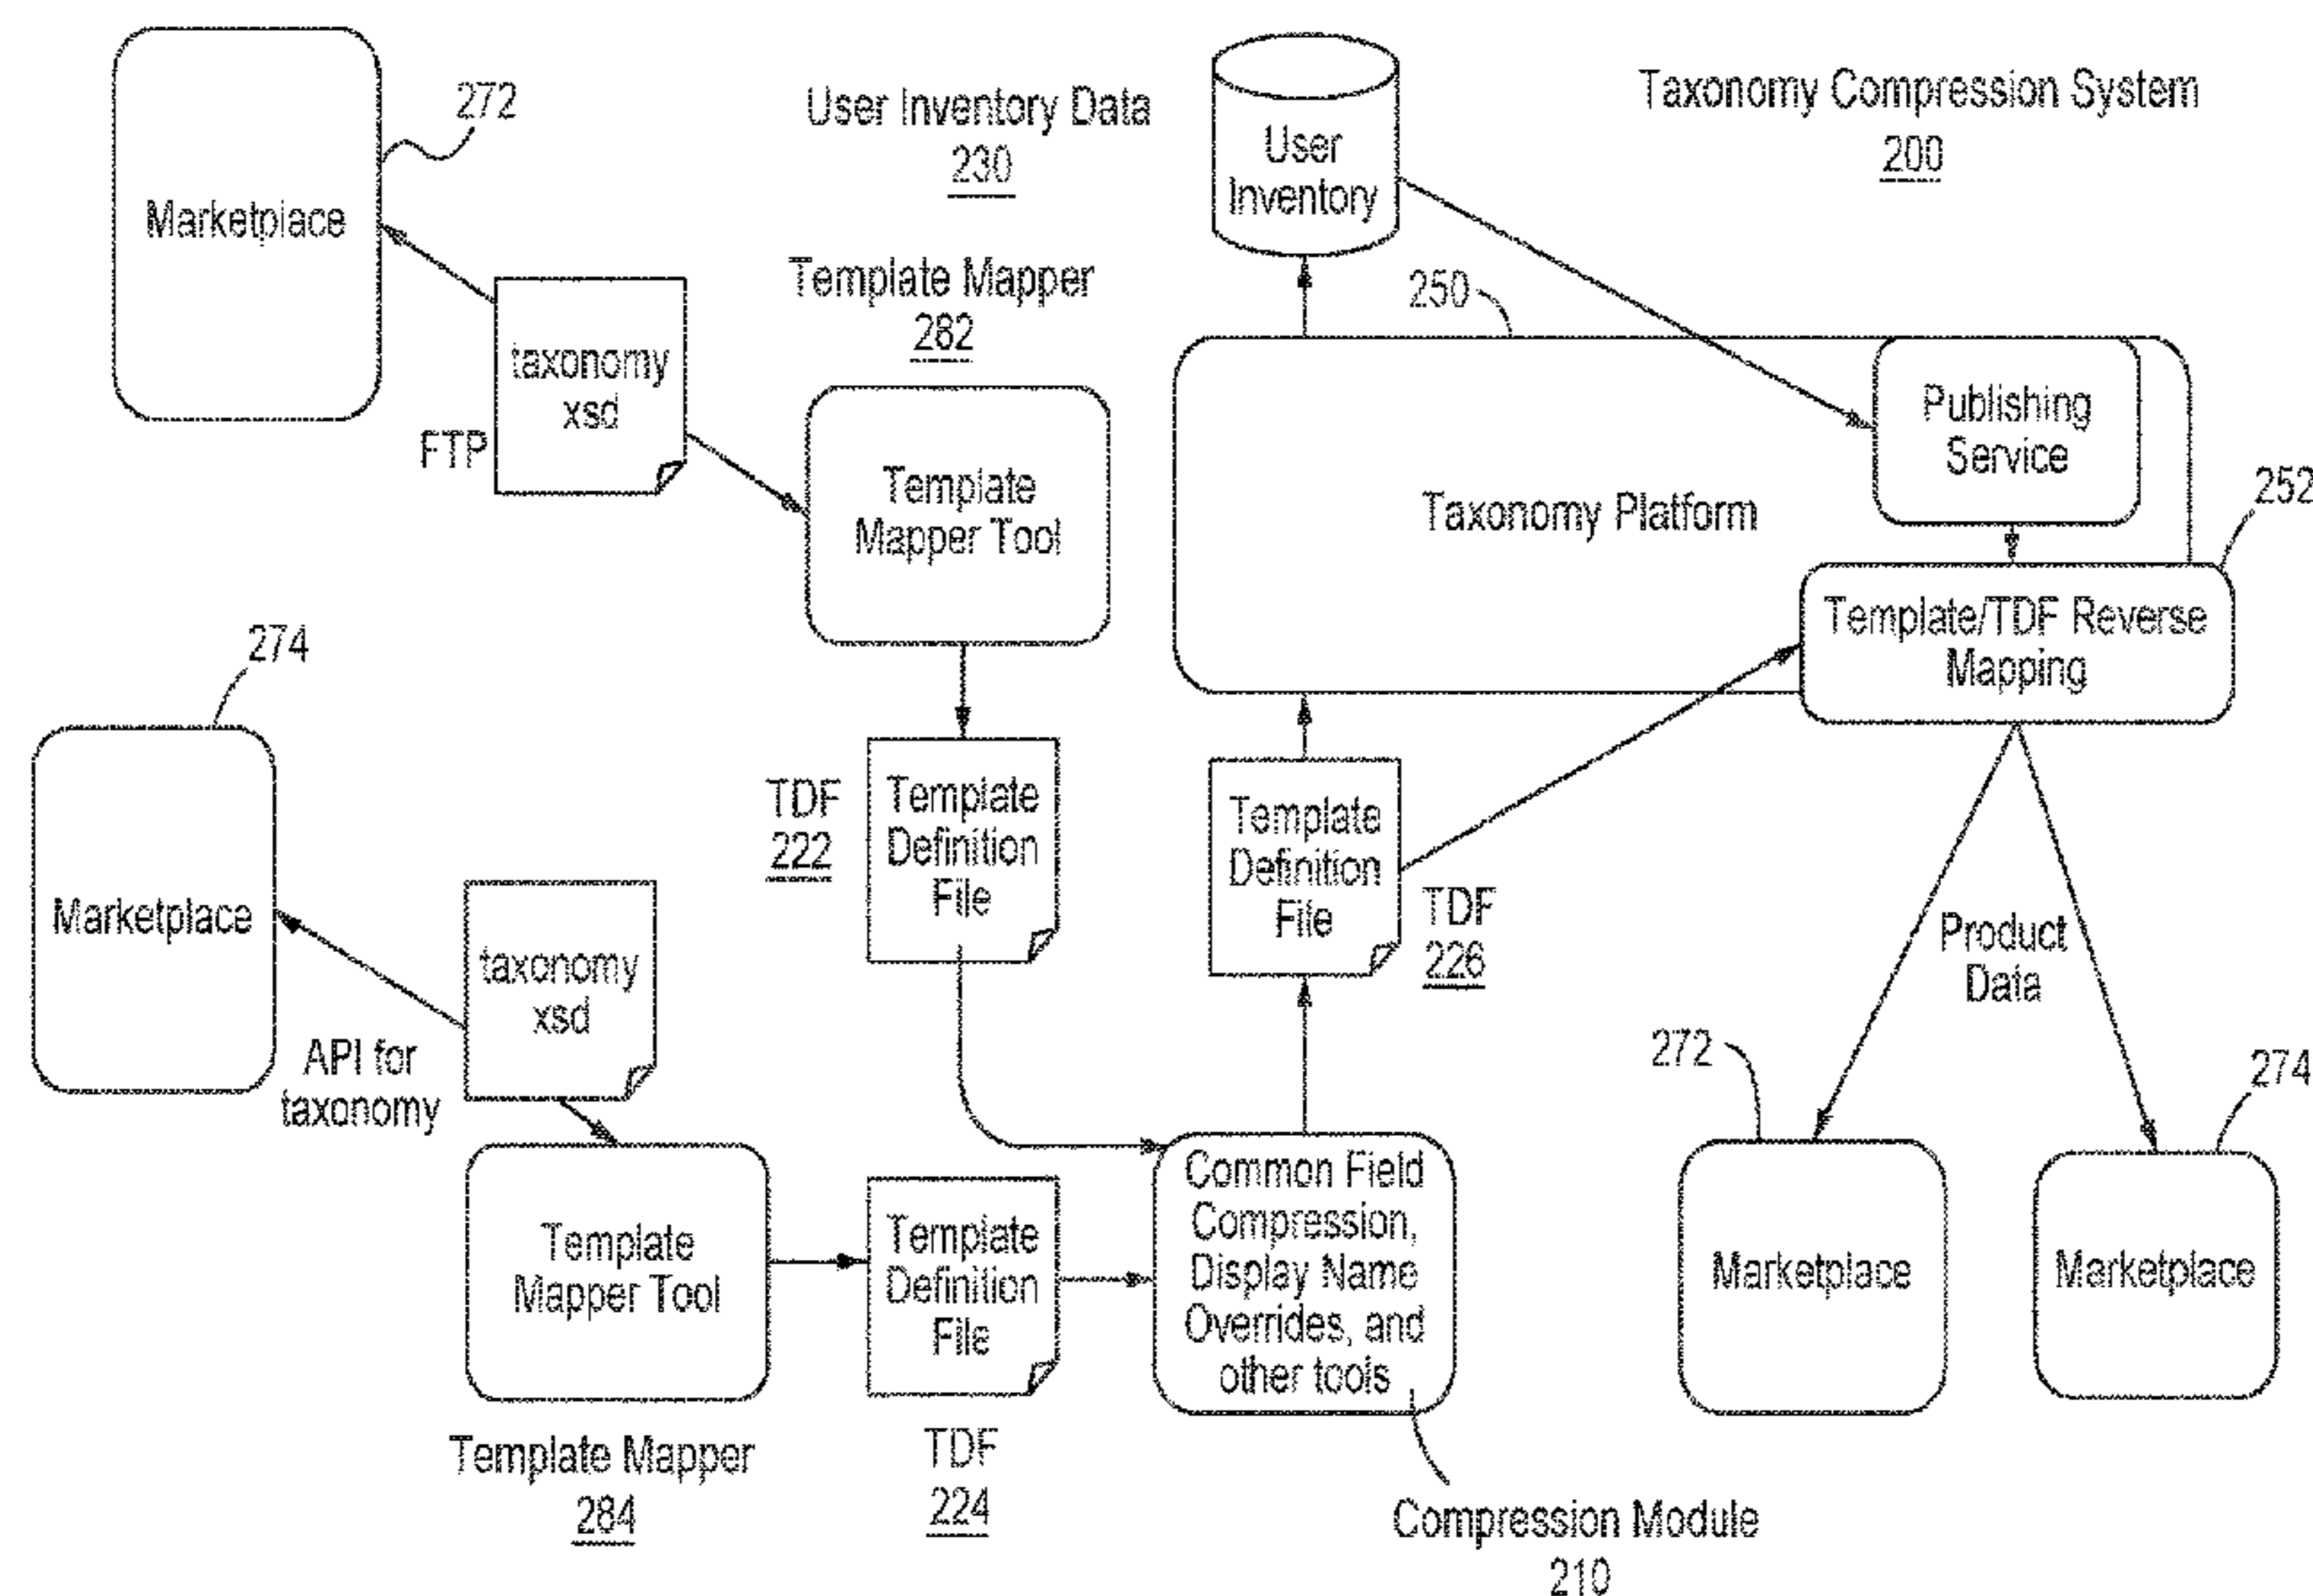 272
Marketplace
taxonomy
xsd
FTP
User Inventory Data
230
User
Inventory
Taxonomy Compression System
200
Template Mapper
282
Template
Mapper Tool
250
Taxonomy Platform
Publishing
Service
252
Template/TDF Reverse
Mapping
274
Marketplace
taxonomy
xsd
API for
taxonomy
TDF
222
Template
Definition
File
Template
Definition
File
TDF
226
Product
Data
Template
Mapper Tool
Template Mapper
284
Template
Definition
File
TDF
224
Common Field
Compression,
Display Name
Overrides, and
other tools
Compression Module
210
272
Marketplace
274
Marketplace